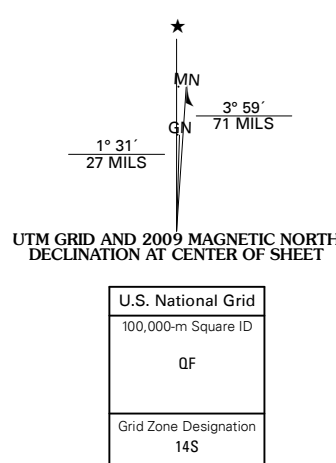 ★
MN
3° 59´
71 MILS
GN
1° 31´
27 MILS
UTM GRID AND 2009 MAGNETIC NORTH
DECLINATION AT CENTER OF SHEET
U.S. National Grid
100,000-m Square ID
QF
Grid Zone Designation
14S